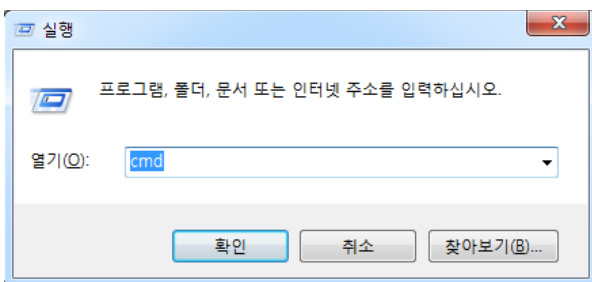 실행
프로그램, 폴더, 문서 또는 인터넷 주소를 입력하십시오.
열기(O): cmd
확인 취소 찾아보기(B)...